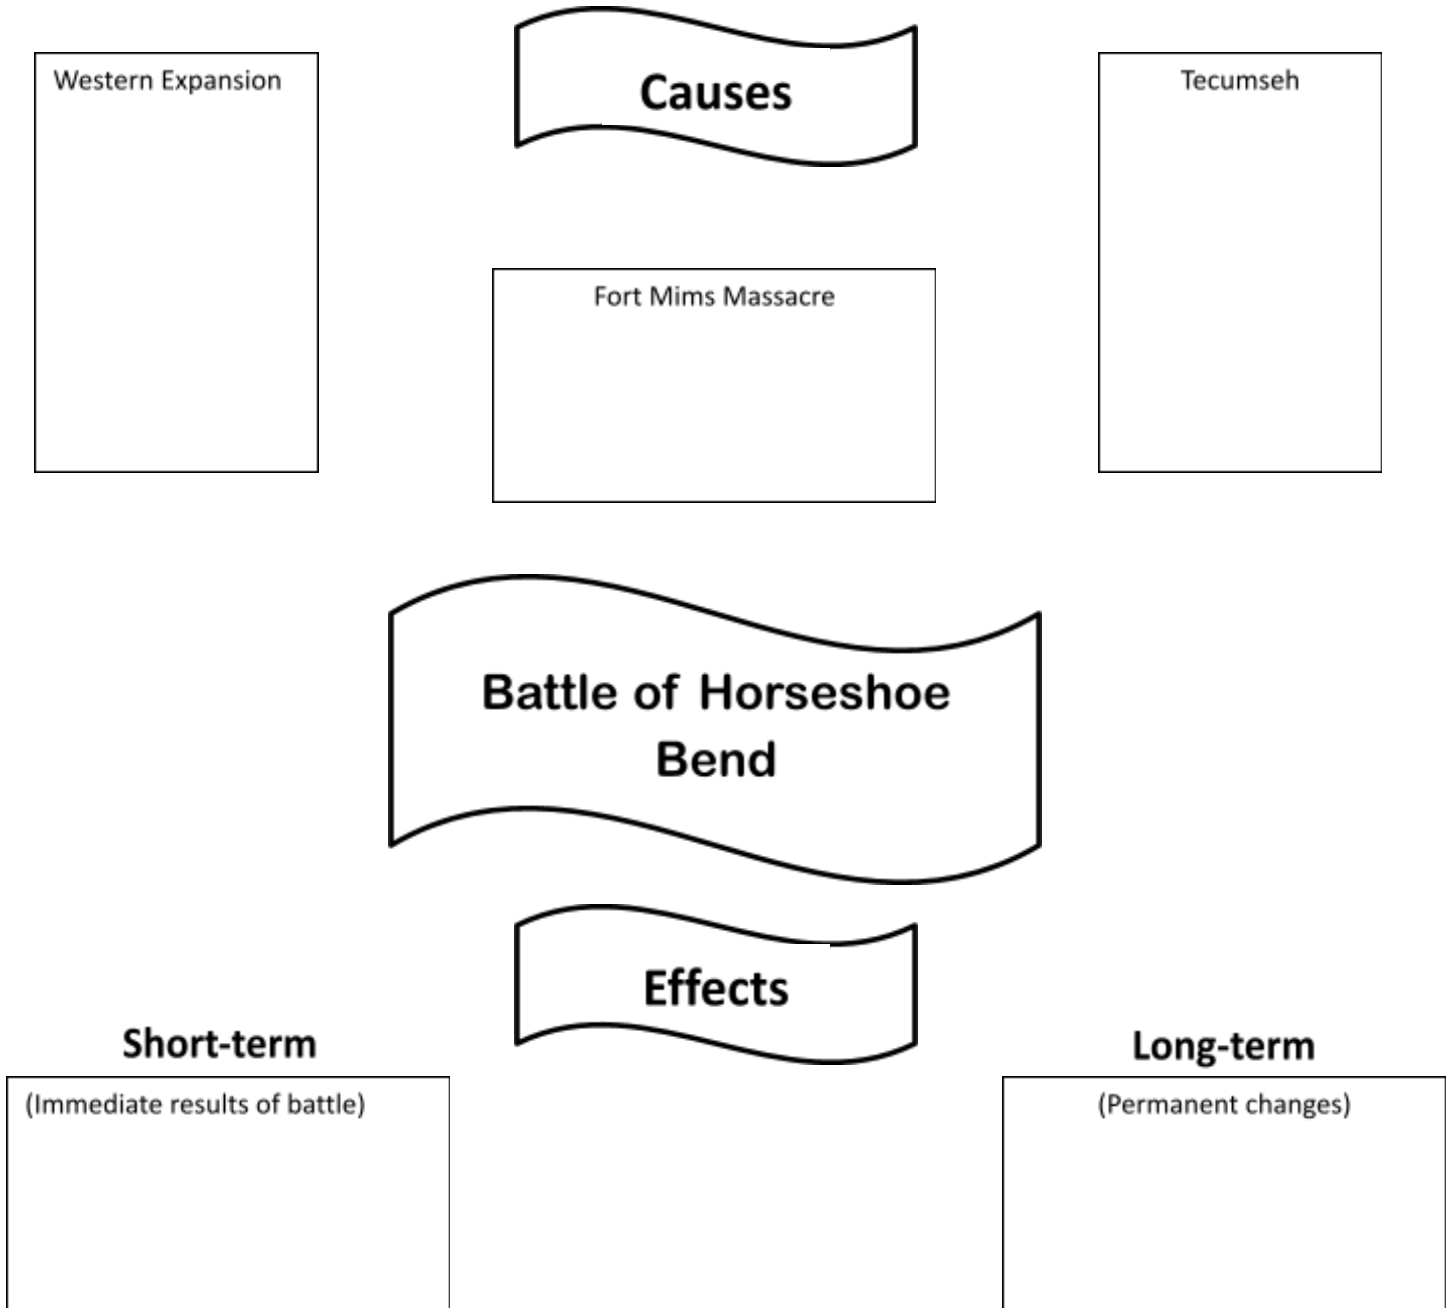 Causes
Western Expansion
Tecumseh
Fort Mims Massacre
Battle of Horseshoe
Bend
Effects
Short-term
Long-term
(Immediate results of battle)
(Permanent changes)